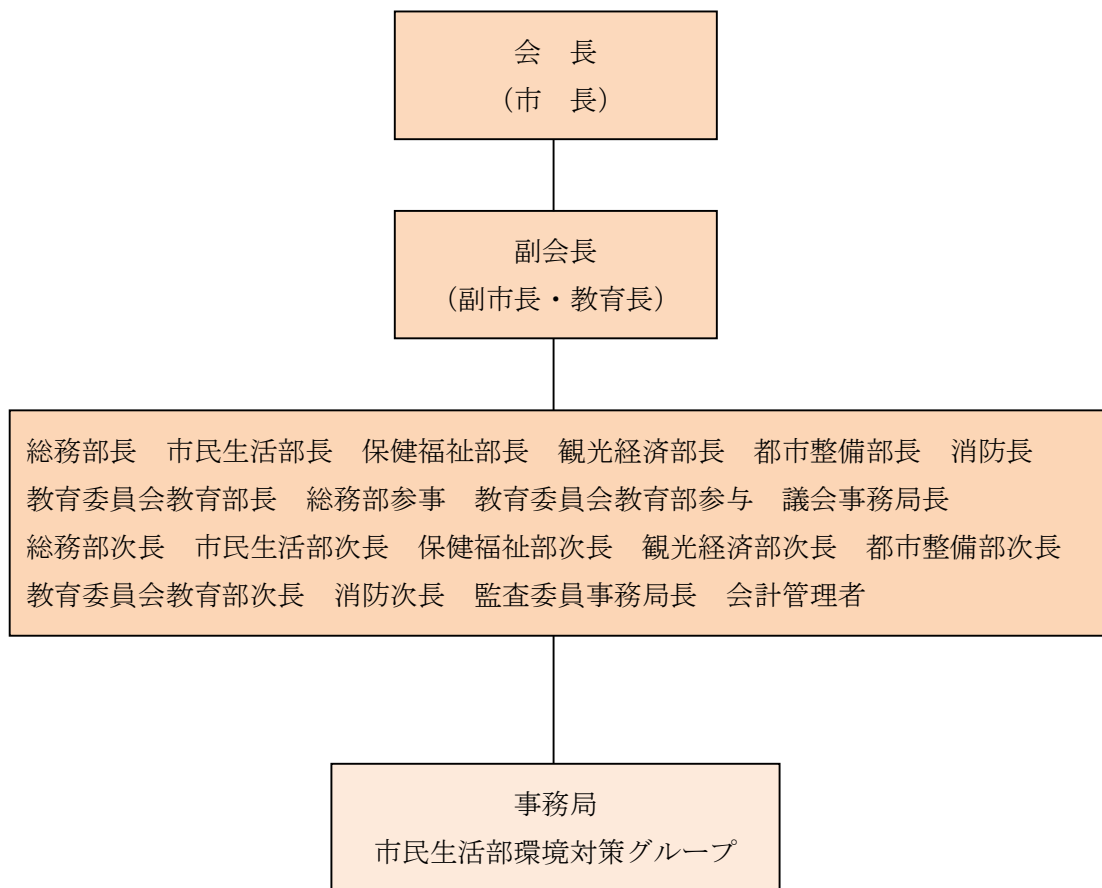 会　長
（市　長）
副会長
（副市長・教育長）
総務部長　市民生活部長　保健福祉部長　観光経済部長　都市整備部長　消防長
教育委員会教育部長　総務部参事　教育委員会教育部参与　議会事務局長
総務部次長　市民生活部次長　保健福祉部次長　観光経済部次長　都市整備部次長
教育委員会教育部次長　消防次長　監査委員事務局長　会計管理者
事務局
市民生活部環境対策グループ